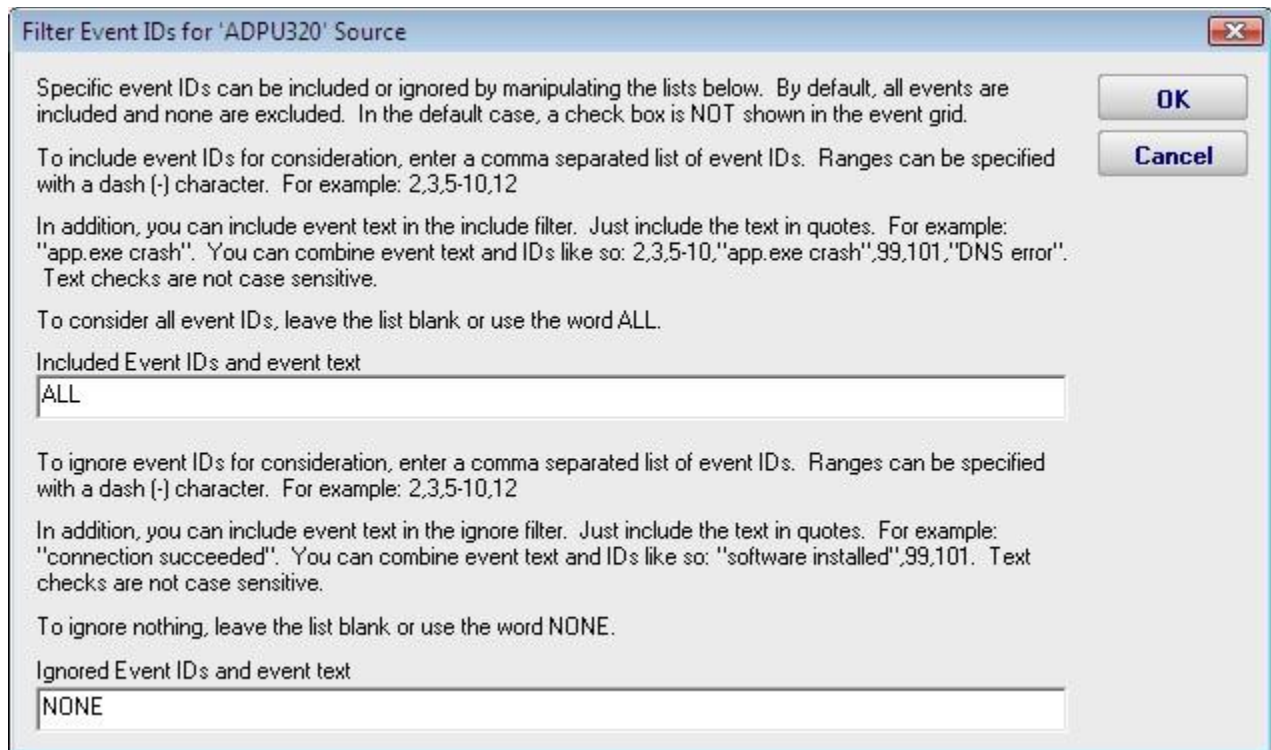 Filter Event IDs for 'ADPU320' Source
Specific event IDs can be included or ignored by manipulating the lists below.  By default, all events are
included and none are excluded.  In the default case, a check box is NOT shown in the event grid.
OK
Cancel
To include event IDs for consideration, enter a comma separated list of event IDs.  Ranges can be specified
with a dash (-) character.  For example: 2,3,5-10,12
In addition, you can include event text in the include filter.  Just include the text in quotes.  For example:
"app.exe crash".  You can combine event text and IDs like so: 2,3,5-10,"app.exe crash",99,101,"DNS error".
Text checks are not case sensitive.
To consider all event IDs, leave the list blank or use the word ALL.
Included Event IDs and event text
ALL
To ignore event IDs for consideration, enter a comma separated list of event IDs.  Ranges can be specified
with a dash (-) character.  For example: 2,3,5-10,12
In addition, you can include event text in the ignore filter.  Just include the text in quotes.  For example:
"connection succeeded".  You can combine event text and IDs like so: "software installed",99,101.  Text
checks are not case sensitive.
To ignore nothing, leave the list blank or use the word NONE.
Ignored Event IDs and event text
NONE